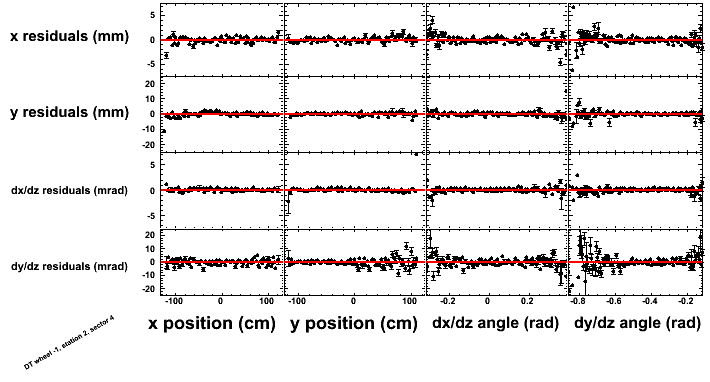 x residuals (mm)
5
0
-5
y residuals (mm)
20
10
0
-10
-20
dx/dz residuals (mrad)
5
0
-5
dy/dz residuals (mrad)
20
10
0
-10
-20
-100 0 100 -100 0 100 -0.2 0 0.2 -0.8 -0.6 -0.4 -0.2
x position (cm) y position (cm) dx/dz angle (rad) dy/dz angle (rad)
DT wheel -1, station 2, sector 4